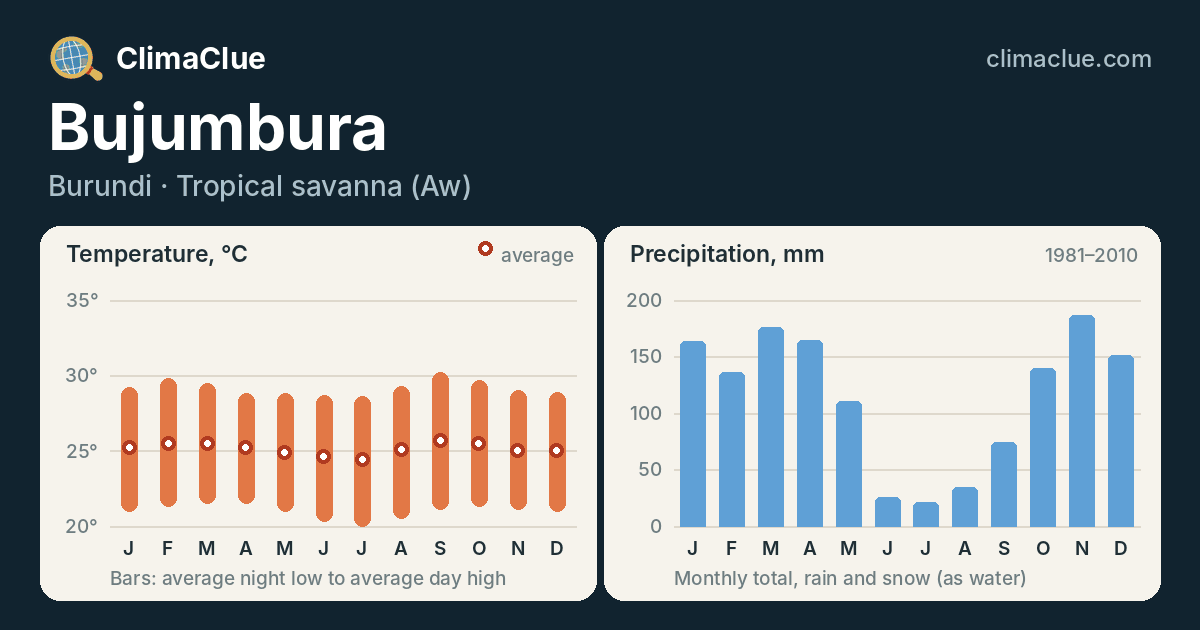 ClimaClue
climaclue.com
Bujumbura
Burundi · Tropical savanna (Aw)
Temperature, °C
average
35°
30°
25°
20°
J F M A M J J A S O N D
Bars: average night low to average day high
Precipitation, mm
1981–2010
200
150
100
50
0
J F M A M J J A S O N D
Monthly total, rain and snow (as water)